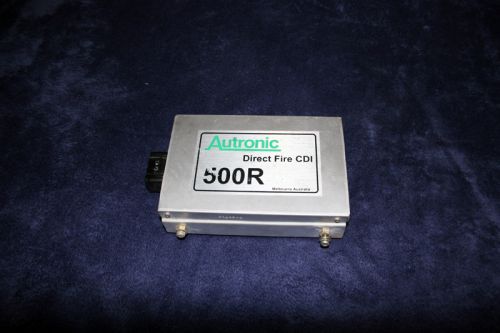 Autronic
Direct Fire CDI
500R
Melbourne Australia